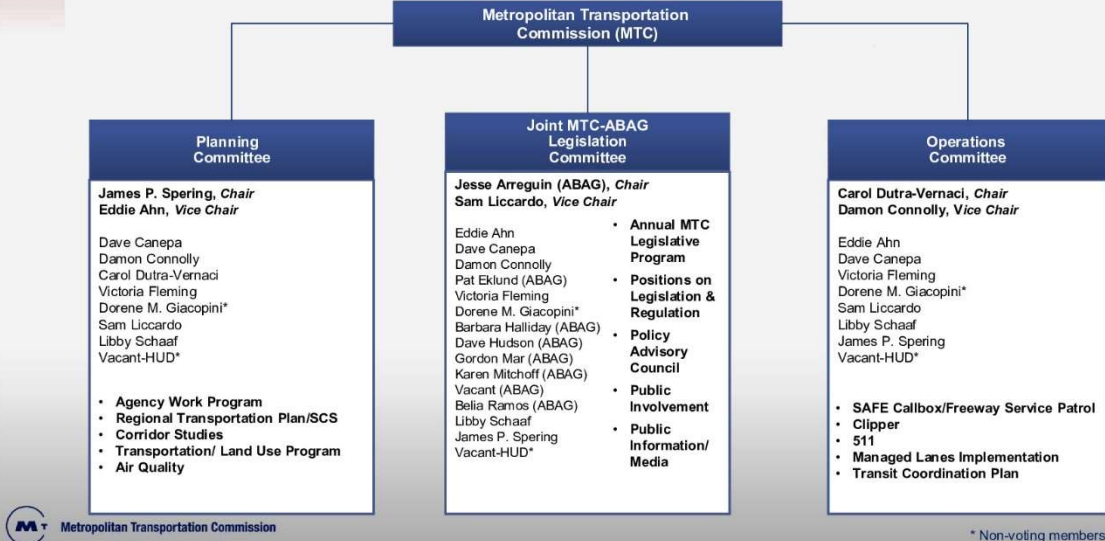 Metropolitan Transportation
Commission (MTC)
Planning
Committee
James P. Spering, Chair
Eddie Ahn, Vice Chair
Dave Canepa
Damon Connolly
Carol Dutra-Vernaci
Victoria Fleming
Dorene M. Giacopini*
Sam Liccardo
Libby Schaaf
Vacant-HUD*
• Agency Work Program
• Regional Transportation Plan/SCS
• Corridor Studies
• Transportation/ Land Use Program
• Air Quality
Joint MTC-ABAG
Legislation
Committee
Jesse Arreguin (ABAG), Chair
Sam Liccardo, Vice Chair
Eddie Ahn
Dave Canepa
Damon Connolly
Pat Eklund (ABAG)
Victoria Fleming
Dorene M. Giacopini*
Barbara Halliday (ABAG)
Dave Hudson (ABAG)
Gordon Mar (ABAG)
Karen Mitchoff (ABAG)
Vacant (ABAG)
Belia Ramos (ABAG)
Libby Schaaf
James P. Spering
Vacant-HUD*
• Annual MTC
Legislative
Program
• Positions on
Legislation &
Regulation
• Policy
Advisory
Council
• Public
Involvement
• Public
Information/
Media
Operations
Committee
Carol Dutra-Vernaci, Chair
Damon Connolly, Vice Chair
Eddie Ahn
Dave Canepa
Victoria Fleming
Dorene M. Giacopini*
Sam Liccardo
Libby Schaaf
James P. Spering
Vacant-HUD*
• SAFE Callbox/Freeway Service Patrol
• Clipper
• 511
• Managed Lanes Implementation
• Transit Coordination Plan
M T Metropolitan Transportation Commission
* Non-voting members